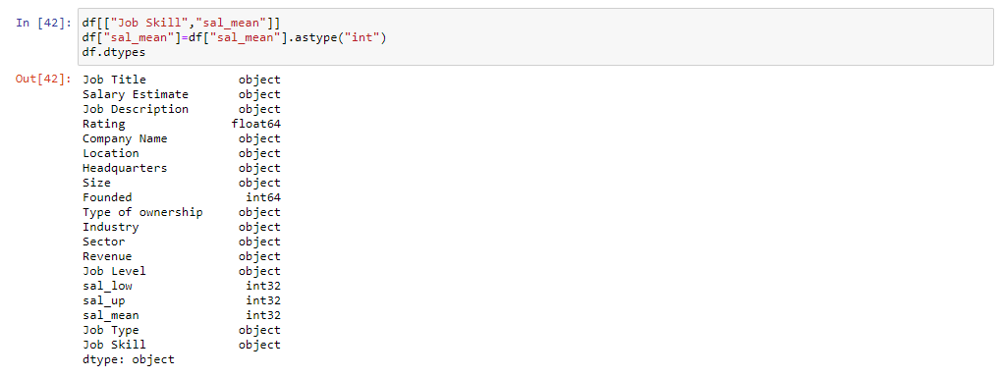 In [42]: df[["Job Skill","sal_mean"]]
df["sal_mean"]=df["sal_mean"].astype("int")
df.dtypes
Out[42]: Job Title object
Salary Estimate object
Job Description object
Rating float64
Company Name object
Location object
Headquarters object
Size object
Founded int64
Type of ownership object
Industry object
Sector object
Revenue object
Job Level object
sal_low int32
sal_up int32
sal_mean int32
Job Type object
Job Skill object
dtype: object